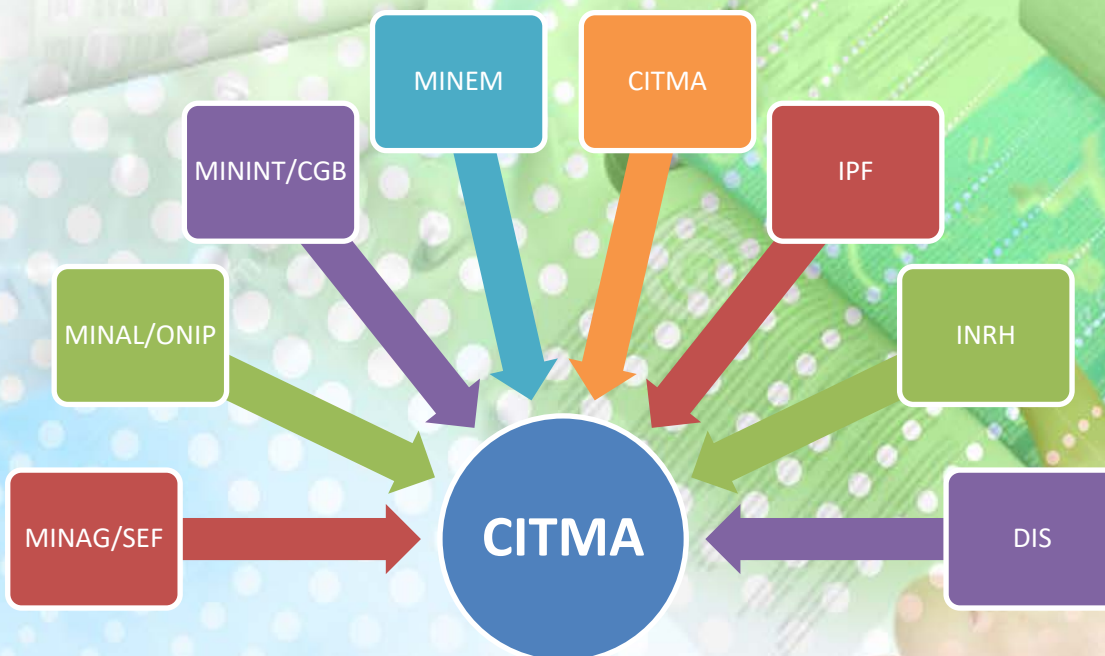 MINEM
CITMA
MININT/CGB
IPF
MINAL/ONIP
INRH
MINAG/SEF
CITMA
DIS